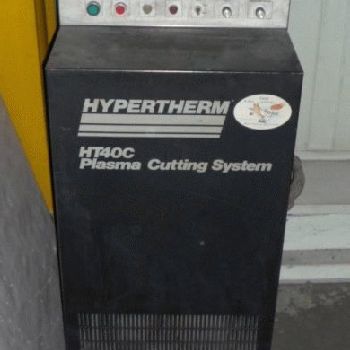 HYPERTHERM
HT40C
Plasma Cutting System